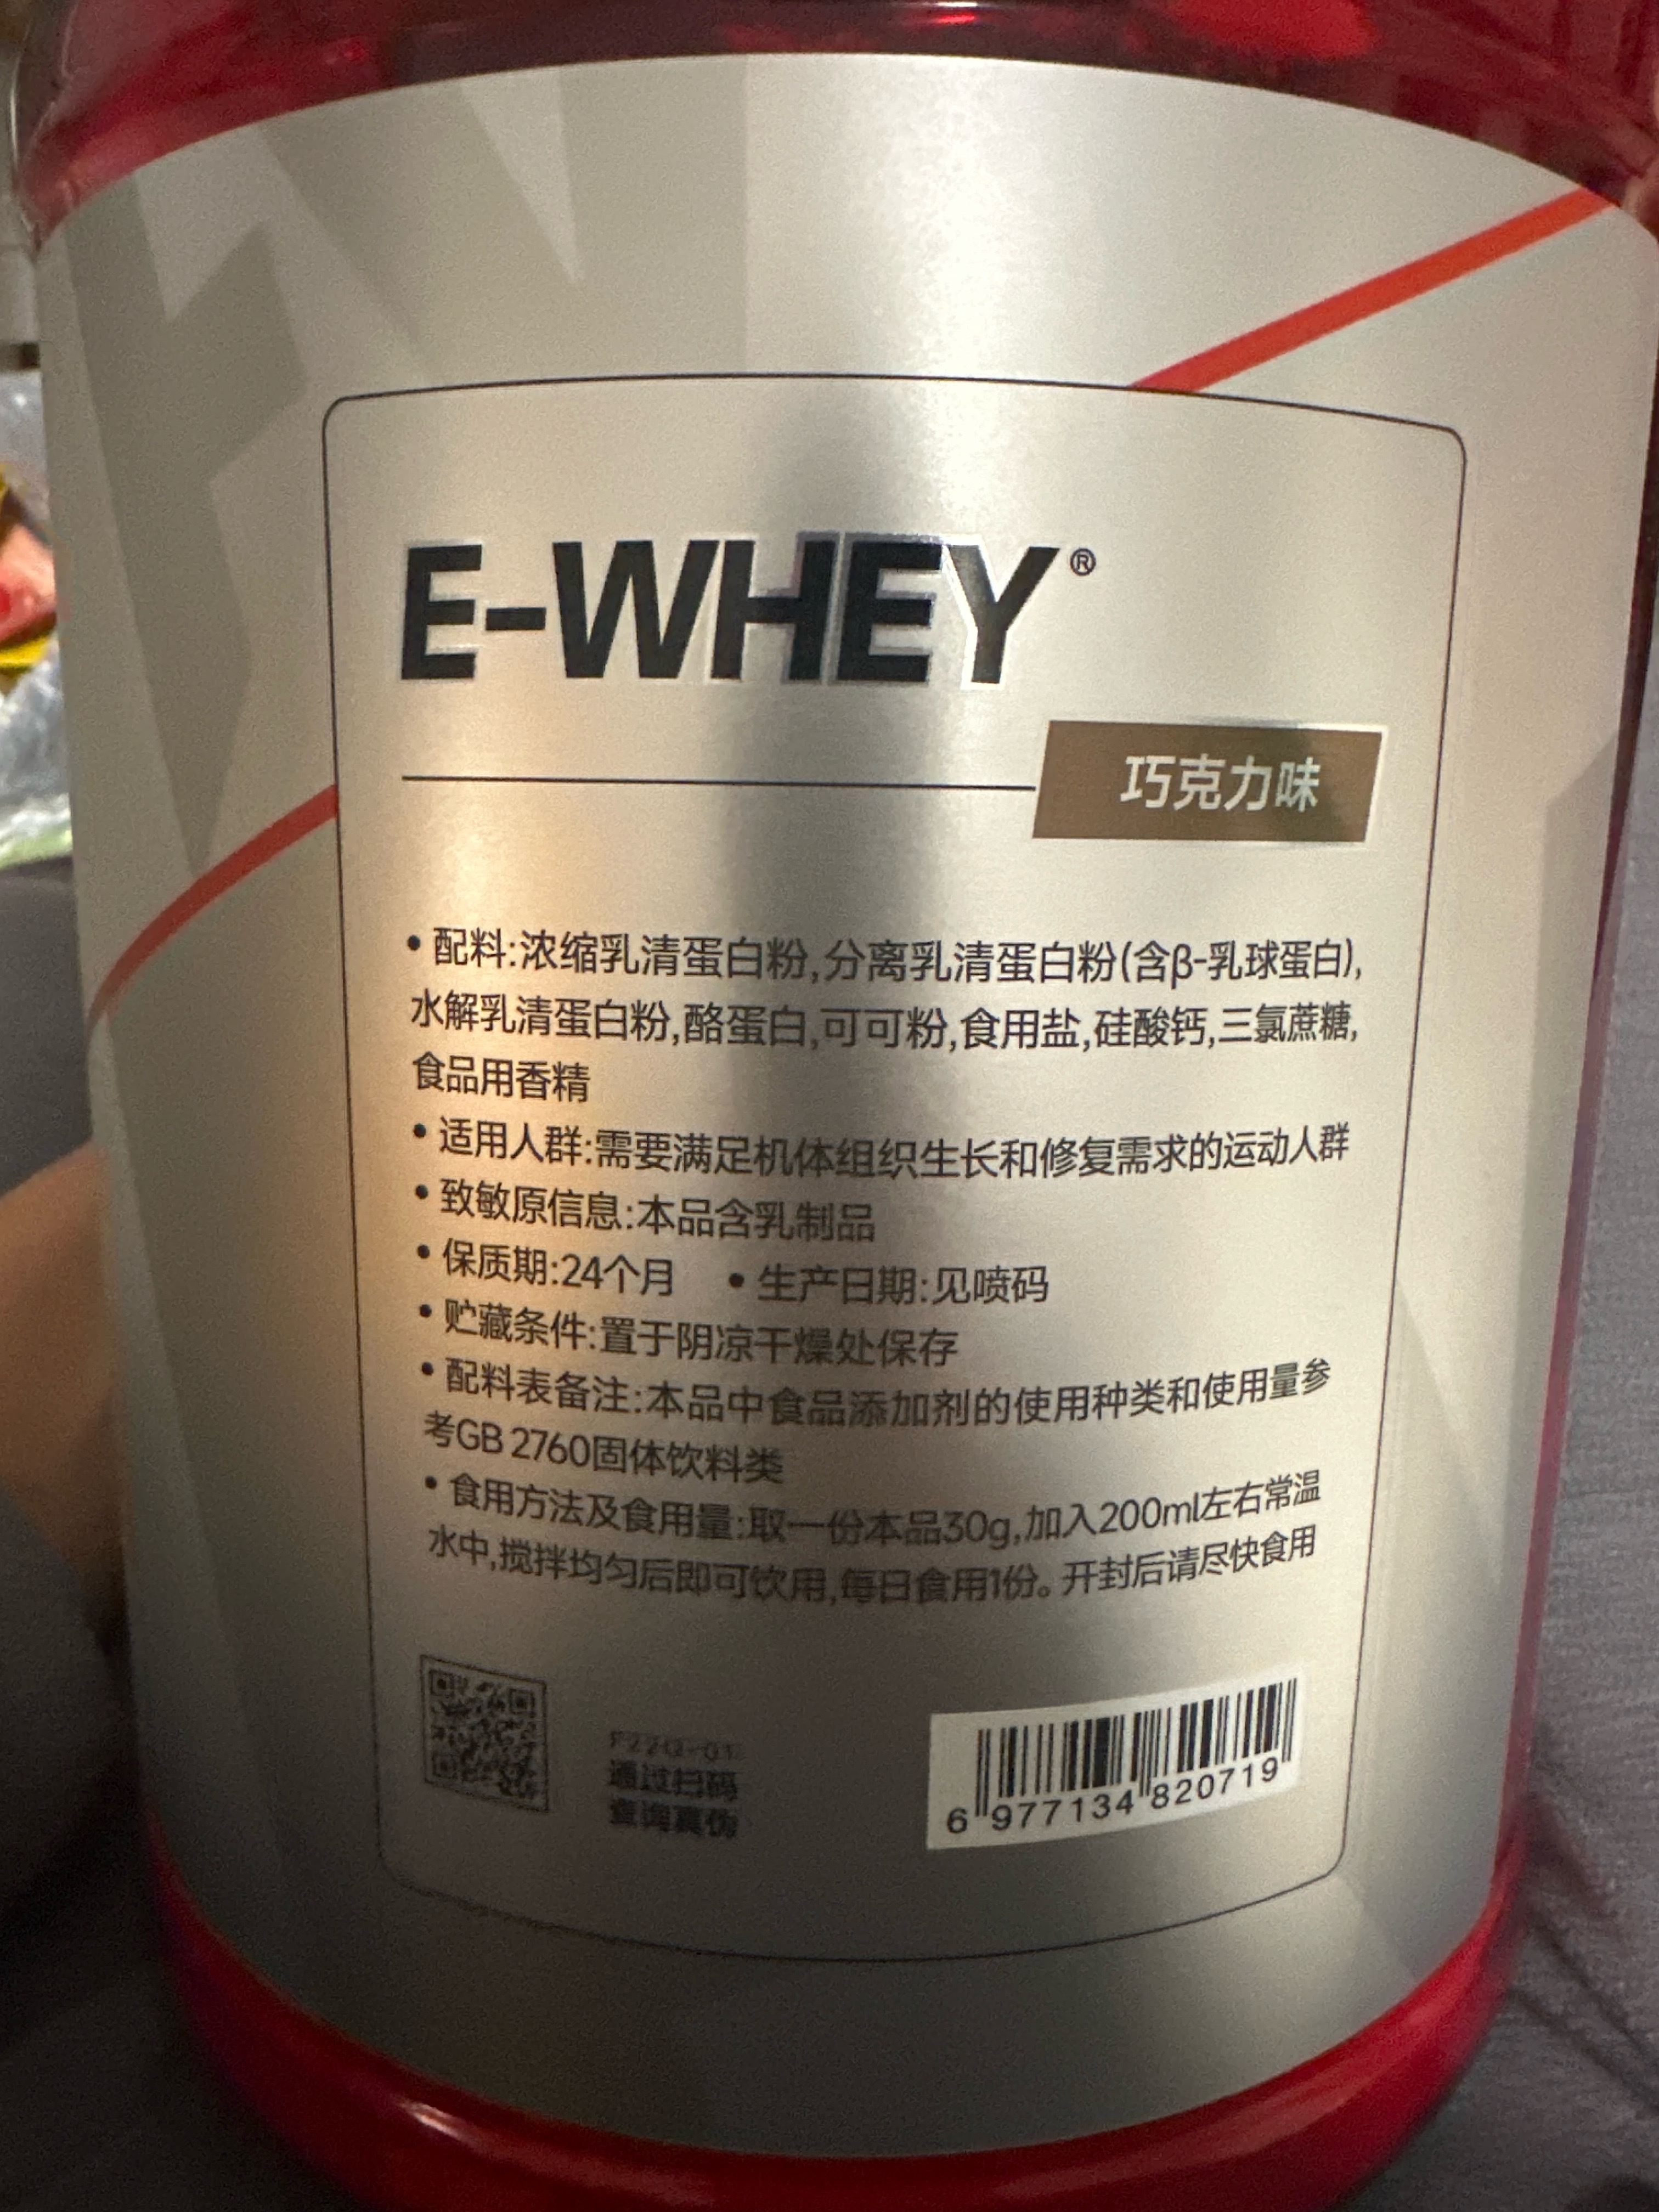 E-WHEY®
巧克力味
• 配料:浓缩乳清蛋白粉,分离乳清蛋白粉(含β-乳球蛋白),
水解乳清蛋白粉,酪蛋白,可可粉,食用盐,硅酸钙,三氯蔗糖,
食品用香精
• 适用人群:需要满足机体组织生长和修复需求的运动人群
• 致敏原信息:本品含乳制品
• 保质期:24个月 • 生产日期:见喷码
• 贮藏条件:置于阴凉干燥处保存
• 配料表备注:本品中食品添加剂的使用种类和使用量参
考GB 2760固体饮料类
• 食用方法及食用量:取一份本品30g,加入200ml左右常温
水中,搅拌均匀后即可饮用,每日食用1份。开封后请尽快食用
通过扫码
查询真伪
6 977134 820719